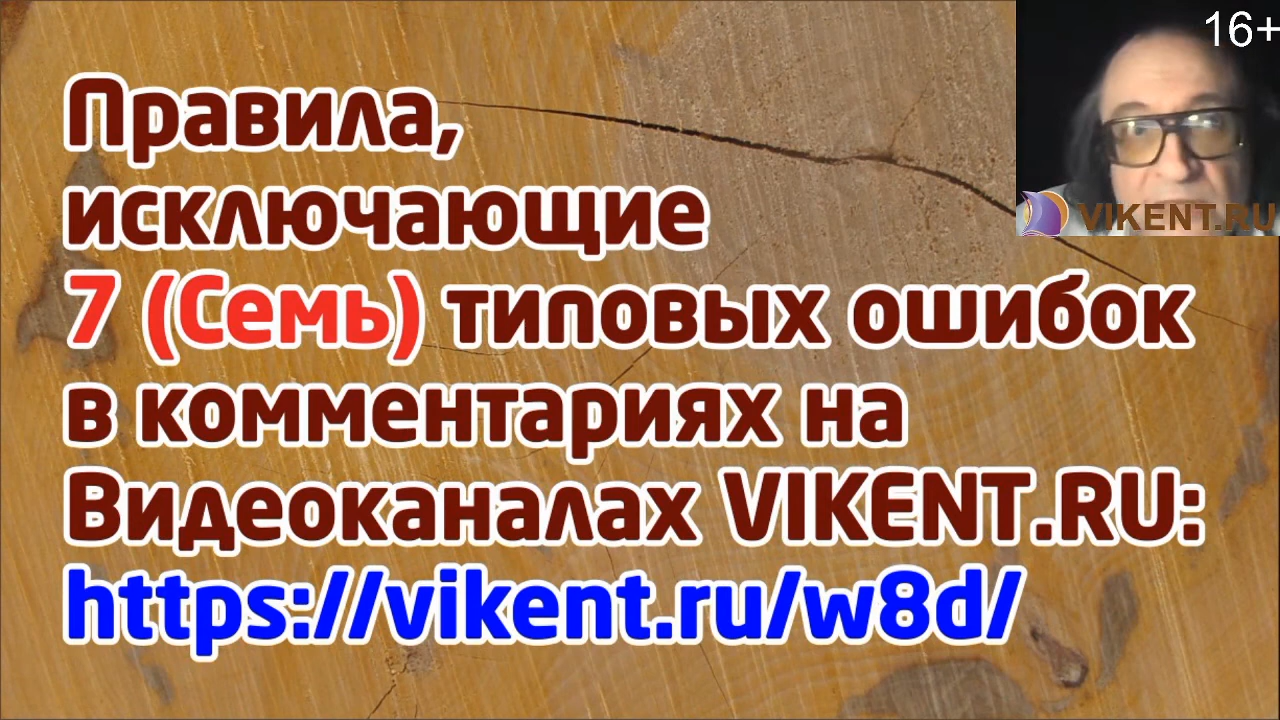 16+
VIKENT.RU
Правила,
исключающие
7 (Семь) типовых ошибок
в комментариях на
Видеоканалах VIKENT.RU:
https://vikent.ru/w8d/